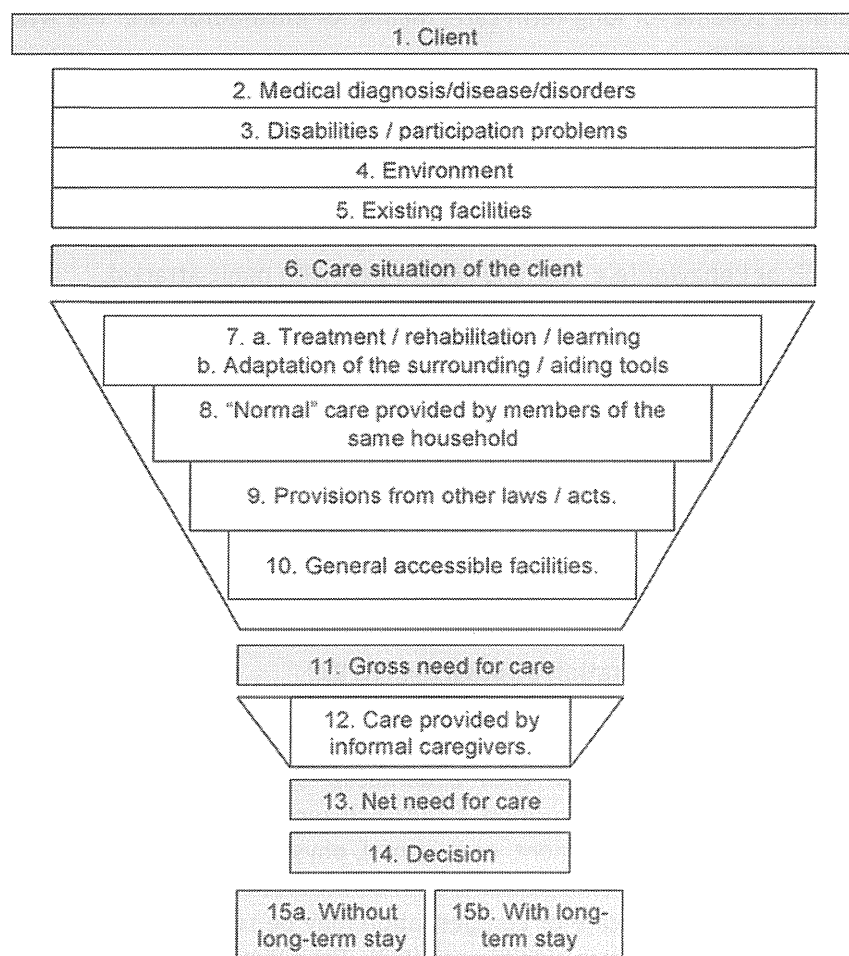 1. Client
2. Medical diagnosis/disease/disorders
3. Disabilities / participation problems
4. Environment
5. Existing facilities
6. Care situation of the client
7. a. Treatment / rehabilitation / learning
b. Adaptation of the surrounding / aiding tools
8. “Normal” care provided by members of the
same household
9. Provisions from other laws / acts.
10. General accessible facilities.
11. Gross need for care
12. Care provided by
informal caregivers.
13. Net need for care
14. Decision
15a. Without
long-term stay
15b. With long-
term stay